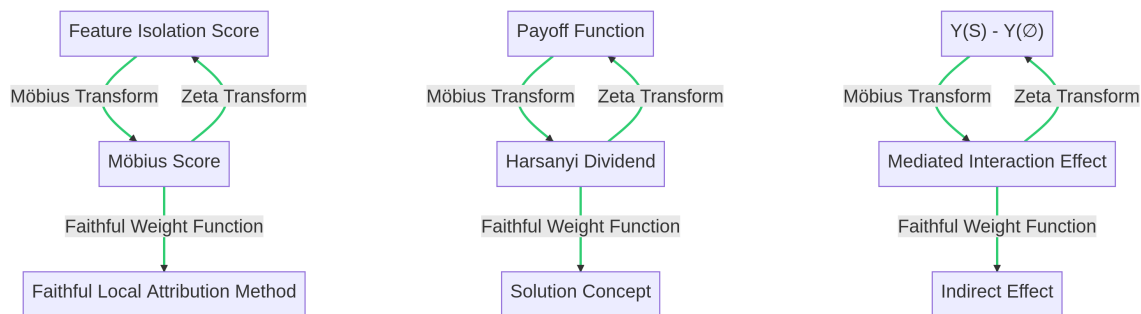 Feature Isolation Score
Payoff Function
Y(S) - Y(∅)
Möbius Transform
Zeta Transform
Möbius Transform
Zeta Transform
Möbius Transform
Zeta Transform
Möbius Score
Harsanyi Dividend
Mediated Interaction Effect
Faithful Weight Function
Faithful Weight Function
Faithful Weight Function
Faithful Local Attribution Method
Solution Concept
Indirect Effect